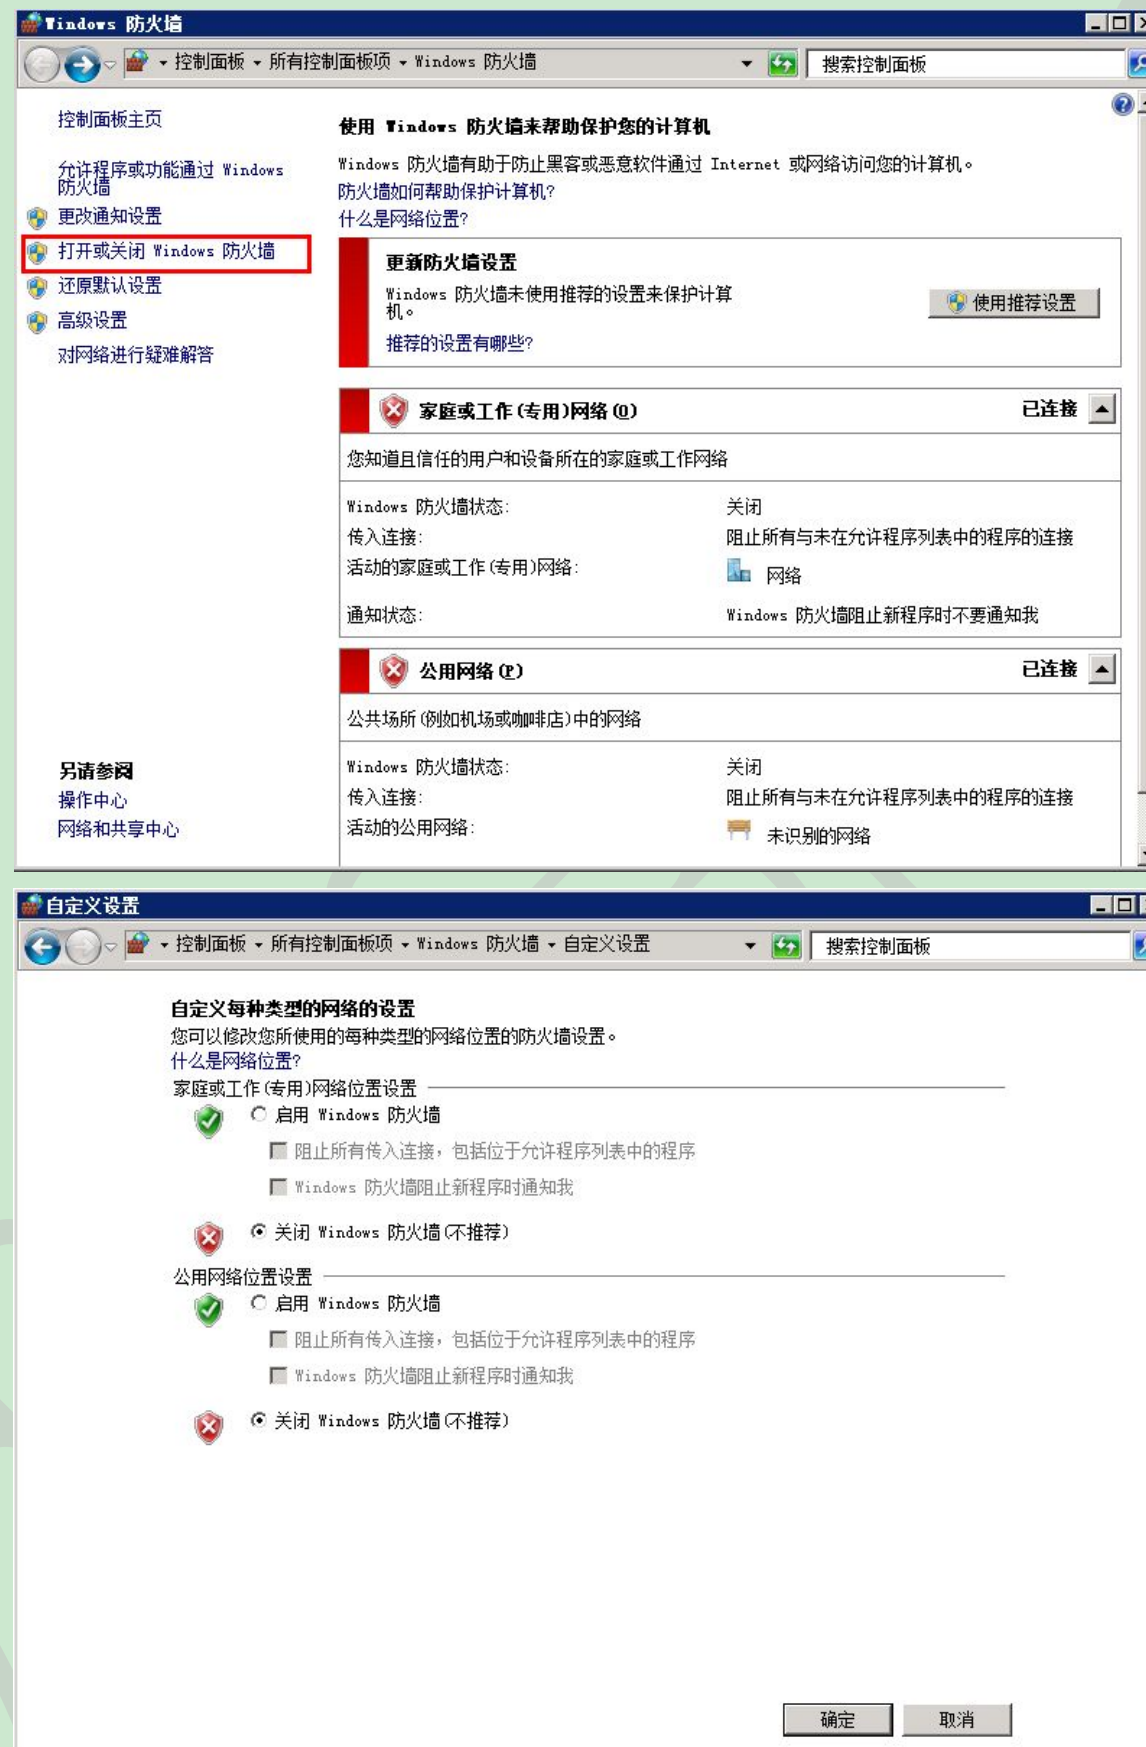 Windows 防火墙
控制面板 所有控制面板项 Windows 防火墙
搜索控制面板
控制面板主页
允许程序或功能通过 Windows
防火墙
更改通知设置
打开或关闭 Windows 防火墙
还原默认设置
高级设置
对网络进行疑难解答
另请参阅
操作中心
网络和共享中心
使用 Windows 防火墙来帮助保护您的计算机
Windows 防火墙有助于防止黑客或恶意软件通过 Internet 或网络访问您的计算机。
防火墙如何帮助保护计算机?
什么是网络位置?
更新防火墙设置
Windows 防火墙未使用推荐的设置来保护计算
机。
推荐的设置有哪些?
使用推荐设置
家庭或工作(专用)网络(O) 已连接
您知道且信任的用户和设备所在的家庭或工作网络
Windows 防火墙状态: 关闭
传入连接: 阻止所有与未在允许程序列表中的程序的连接
活动的家庭或工作(专用)网络: 网络
通知状态: Windows 防火墙阻止新程序时不要通知我
公用网络(P) 已连接
公共场所(例如机场或咖啡店)中的网络
Windows 防火墙状态: 关闭
传入连接: 阻止所有与未在允许程序列表中的程序的连接
活动的公用网络: 未识别的网络
自定义设置
控制面板 所有控制面板项 Windows 防火墙 自定义设置
搜索控制面板
自定义每种类型的网络的设置
您可以修改您所使用的每种类型的网络位置的防火墙设置。
什么是网络位置?
家庭或工作(专用)网络位置设置
启用 Windows 防火墙
阻止所有传入连接，包括位于允许程序列表中的程序
Windows 防火墙阻止新程序时通知我
关闭 Windows 防火墙(不推荐)
公用网络位置设置
启用 Windows 防火墙
阻止所有传入连接，包括位于允许程序列表中的程序
Windows 防火墙阻止新程序时通知我
关闭 Windows 防火墙(不推荐)
确定 取消